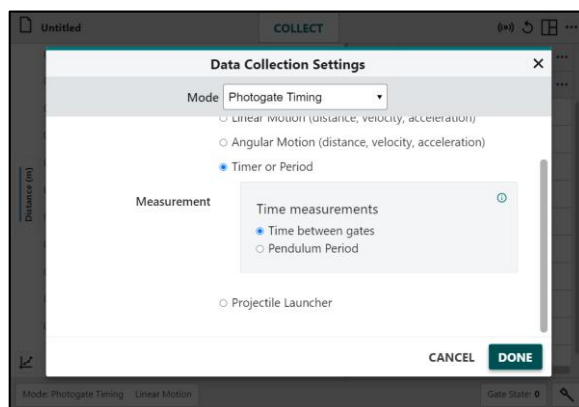 Untitled
COLLECT
Data Collection Settings
Mode Photogate Timing
Linear Motion (distance, velocity, acceleration)
Angular Motion (distance, velocity, acceleration)
Timer or Period
Distance (m)
Measurement
Time measurements
Time between gates
Pendulum Period
Projectile Launcher
CANCEL DONE
Mode: Photogate Timing Linear Motion Gate State: 0